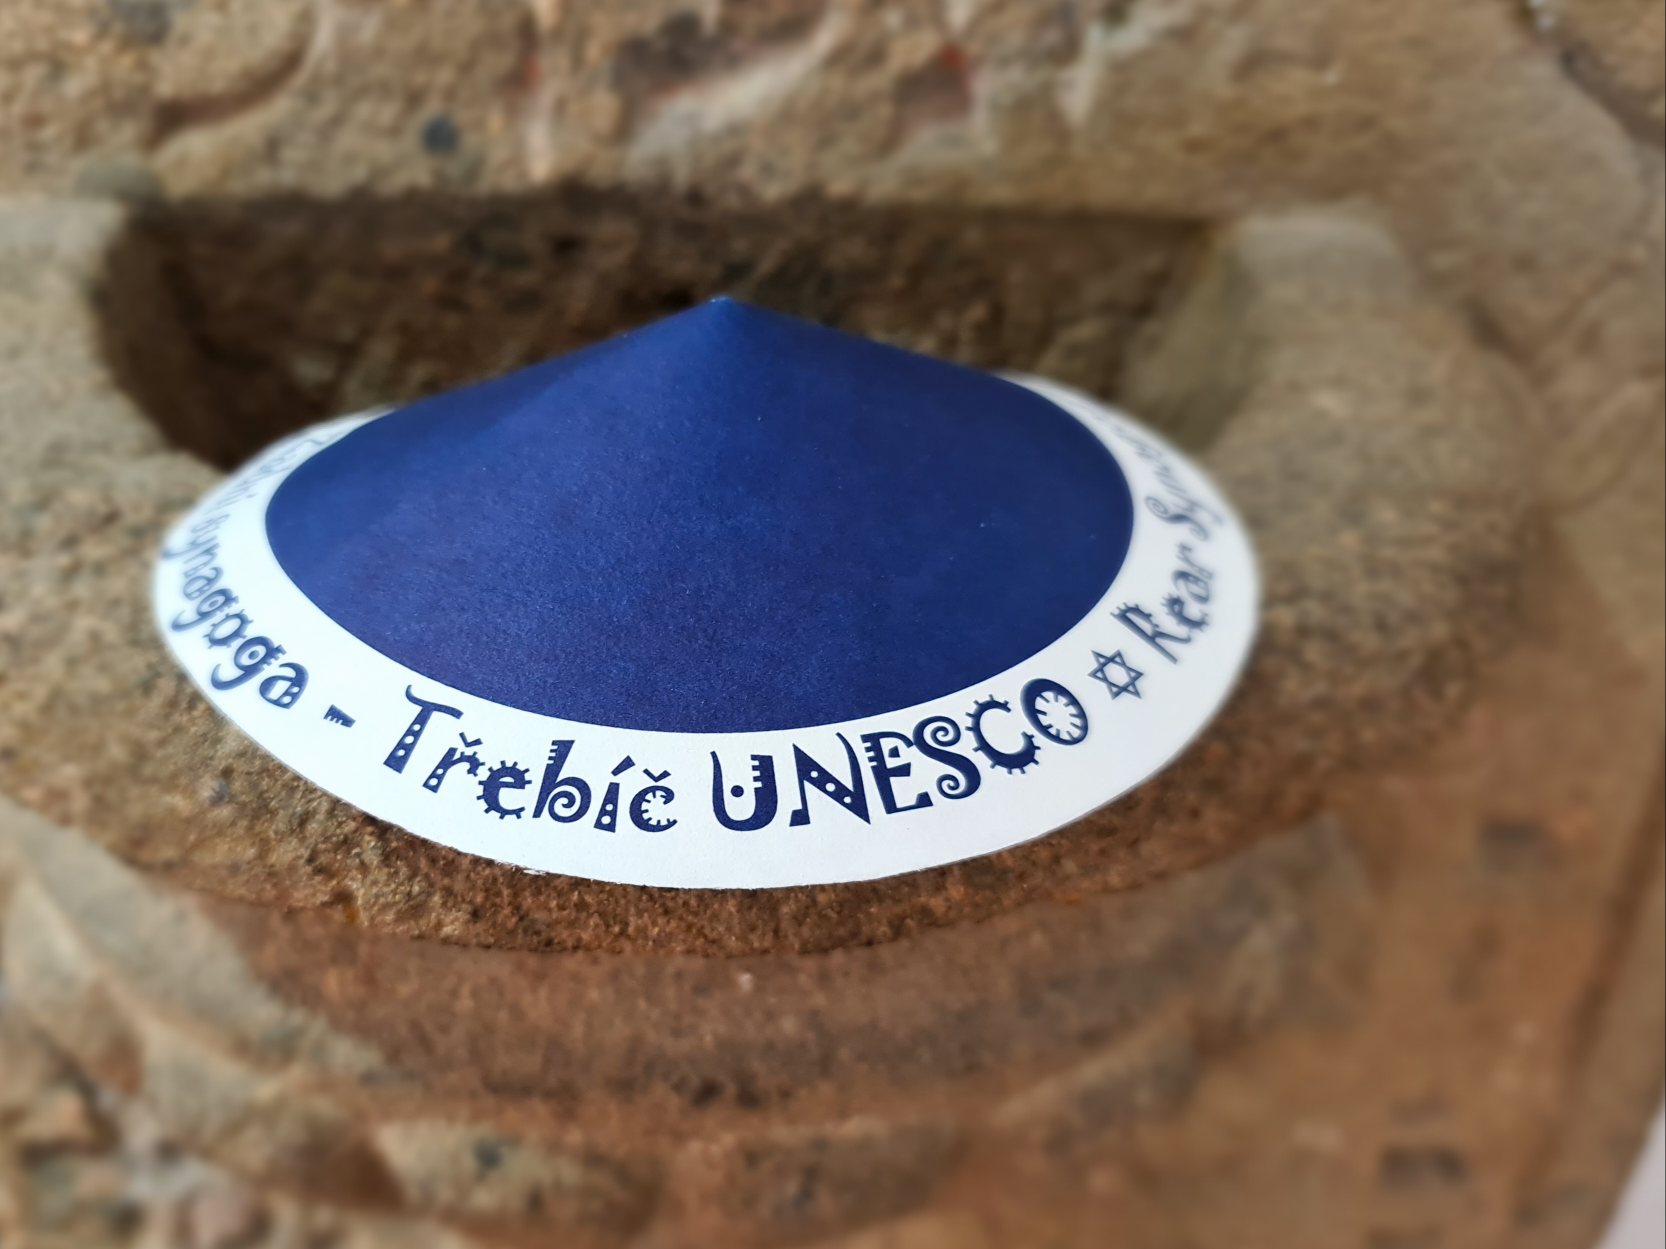 synagoga - Třebíč UNESCO ✡ Rear